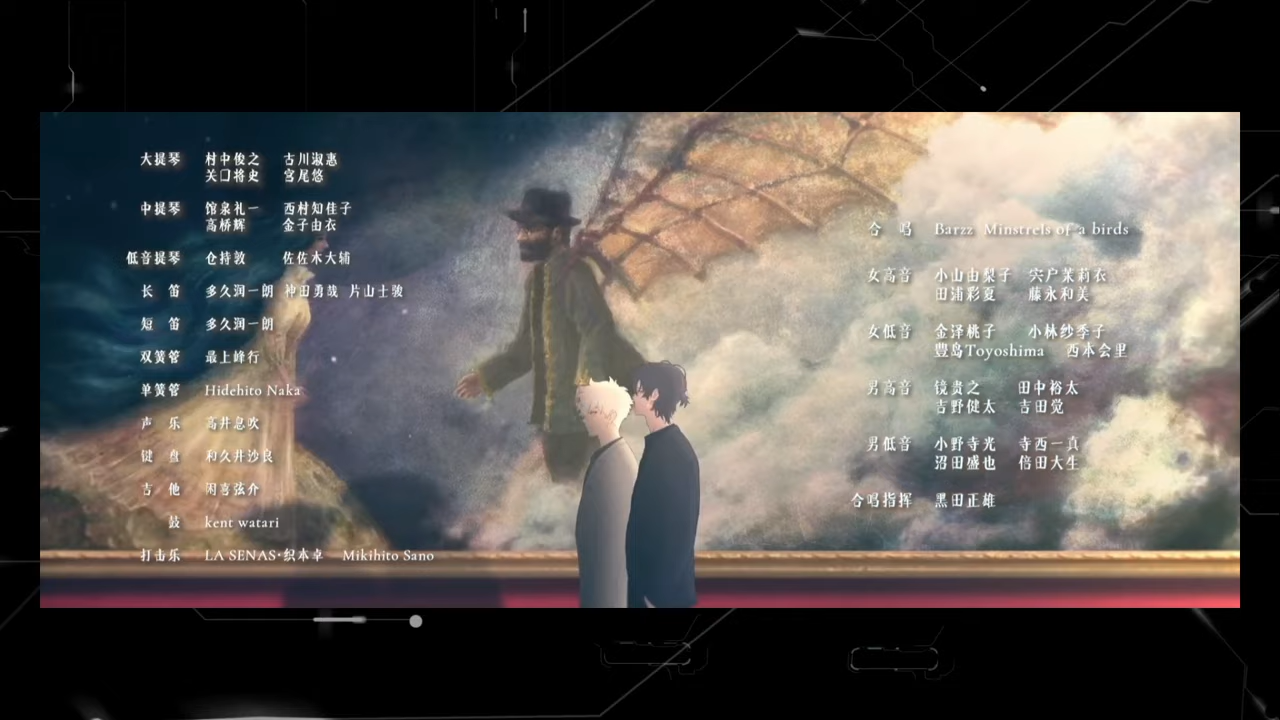 大提琴 村中俊之 古川淑惠
关口将史 宫尾悠
中提琴 馆泉礼一 西村知佳子
高桥辉 金子由衣
低音提琴 仓持敦 佐佐木大辅
长 笛 多久润一朗 神田勇哉 片山士骏
短 笛 多久润一朗
双簧管 最上峰行
单簧管 Hidehito Naka
声 乐 高井息吹
键 盘 和久井沙良
吉 他 闲喜弦介
鼓 kent watari
打击乐 LA SENAS·织本卓 Mikihito Sano
合 唱 Barzz Minstrels of a birds
女高音 小山由梨子 宍户茉莉衣
田浦彩夏 藤永和美
女低音 金泽桃子 小林纱季子
豐岛Toyoshima 西本会里
男高音 镜贵之 田中裕太
吉野健太 吉田觉
男低音 小野寺光 寺西一真
沼田盛也 倍田大生
合唱指挥 黑田正雄